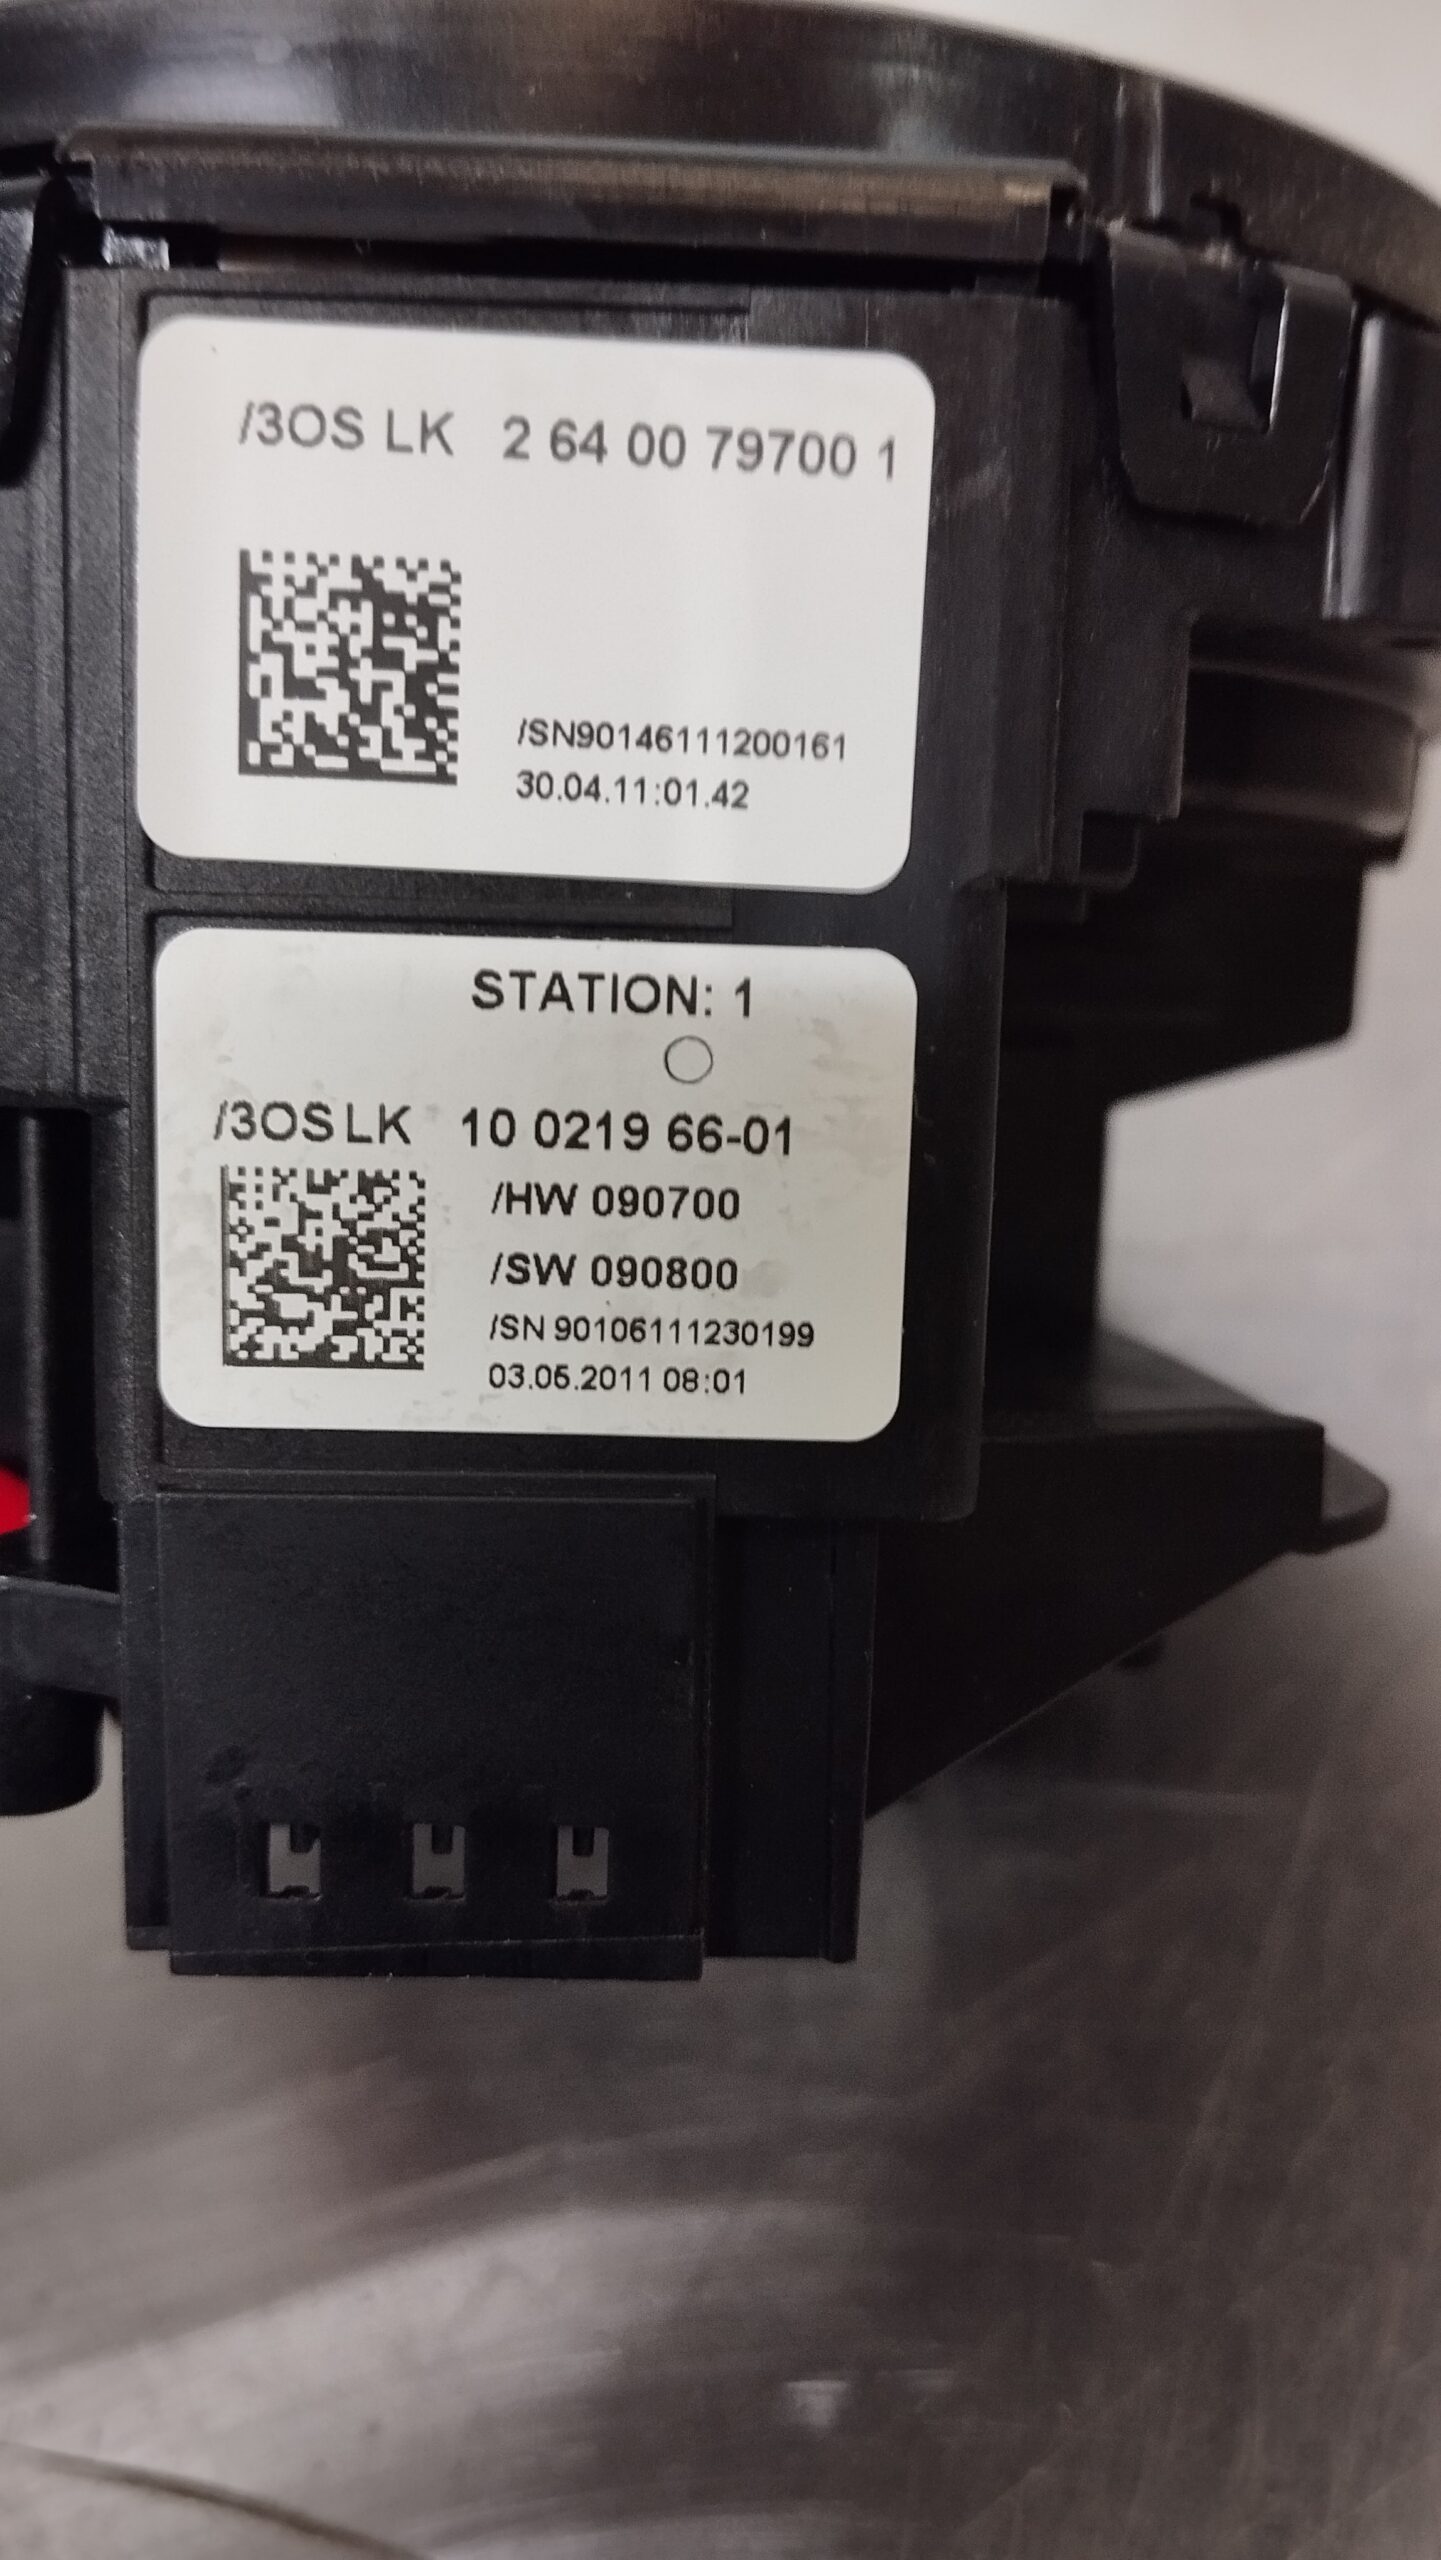 /3OS LK 2 64 00 79700 1
/SN90146111200161
30.04.11:01.42
STATION: 1
/3OS LK 10 0219 66-01
/HW 090700
/SW 090800
/SN 90106111230199
03.05.2011 08:01